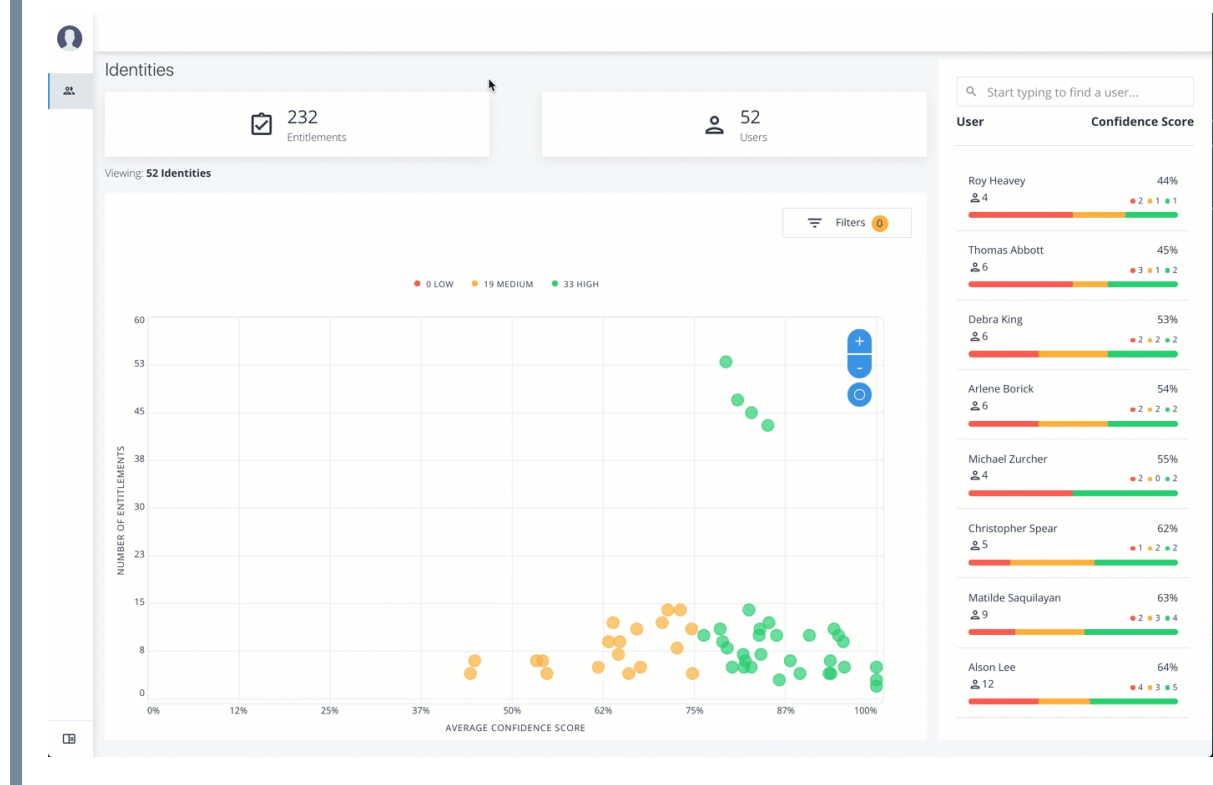 Identities
232
Entitlements
52
Users
Start typing to find a user...
User Confidence Score
Viewing: 52 Identities
Filters 0
0 LOW 19 MEDIUM 33 HIGH
60
53
45
38
30
23
15
8
0
NUMBER OF ENTITLEMENTS
0% 12% 25% 37% 50% 62% 75% 87% 100%
AVERAGE CONFIDENCE SCORE
+
-
Roy Heavey 44%
4 2 1 1
Thomas Abbott 45%
6 3 1 2
Debra King 53%
6 2 2 2
Arlene Borick 54%
6 2 2 2
Michael Zurcher 55%
4 2 0 2
Christopher Spear 62%
5 1 2 2
Matilde Saquilayan 63%
9 2 3 4
Alson Lee 64%
12 4 3 5